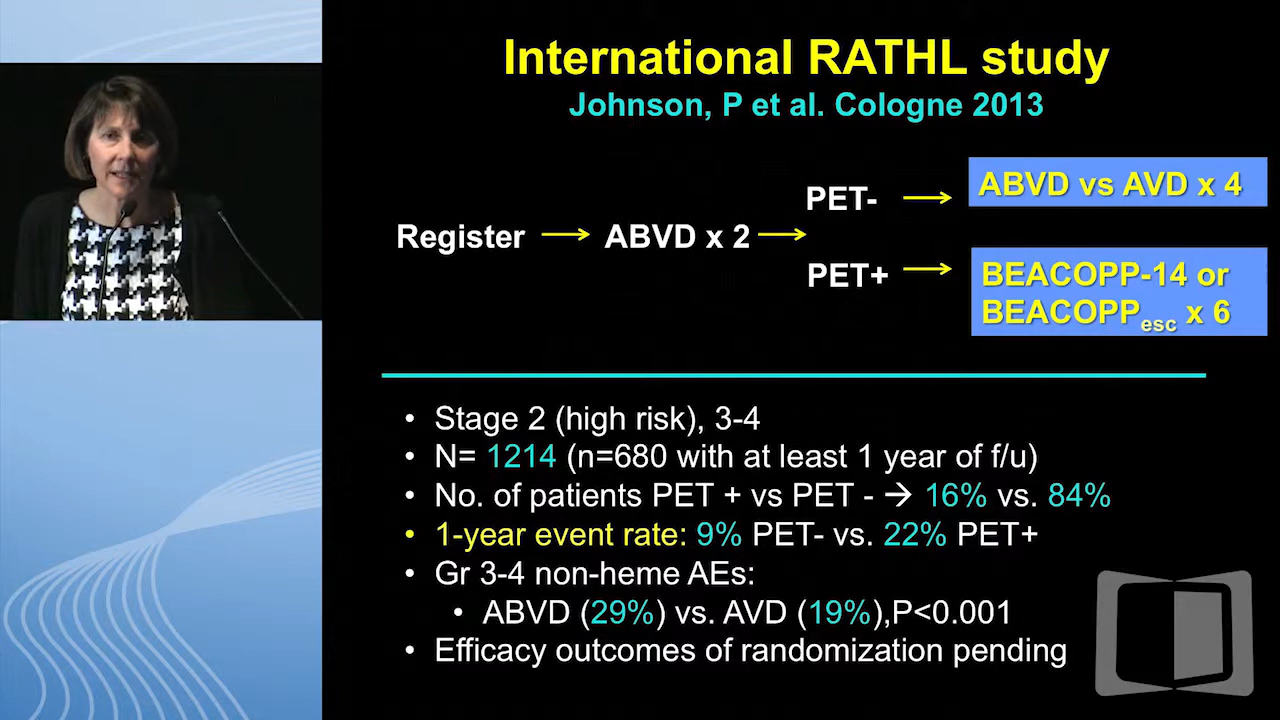 International RATHL study
Johnson, P et al. Cologne 2013
Register → ABVD x 2 →
PET- → ABVD vs AVD x 4
PET+ → BEACOPP-14 or
BEACOPPesc x 6
• Stage 2 (high risk), 3-4
• N= 1214 (n=680 with at least 1 year of f/u)
• No. of patients PET + vs PET - → 16% vs. 84%
• 1-year event rate: 9% PET- vs. 22% PET+
• Gr 3-4 non-heme AEs:
• ABVD (29%) vs. AVD (19%),P<0.001
• Efficacy outcomes of randomization pending